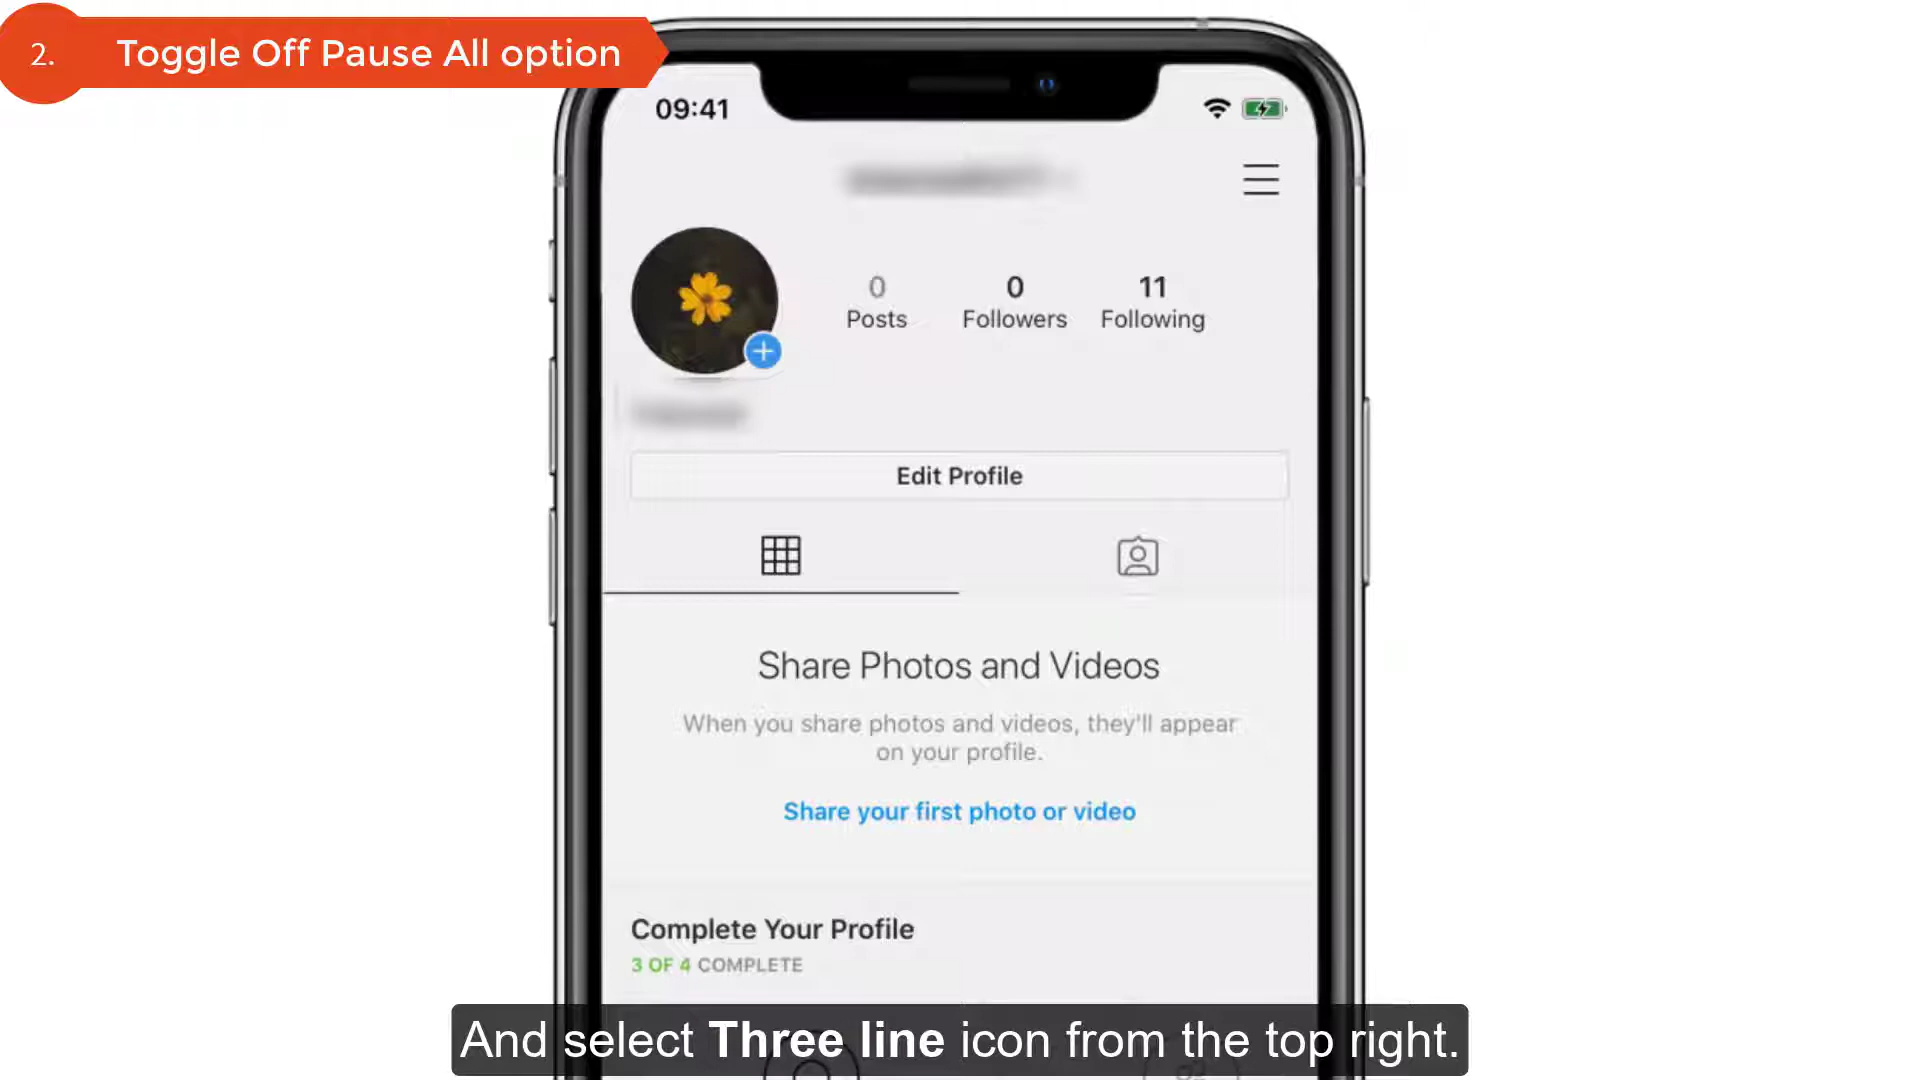 2.
Toggle Off Pause All option
09:41
0
Posts
0
Followers
11
Following
Edit Profile
Share Photos and Videos
When you share photos and videos, they'll appear
on your profile.
Share your first photo or video
Complete Your Profile
3 OF 4 COMPLETE
And select Three line icon from the top right.